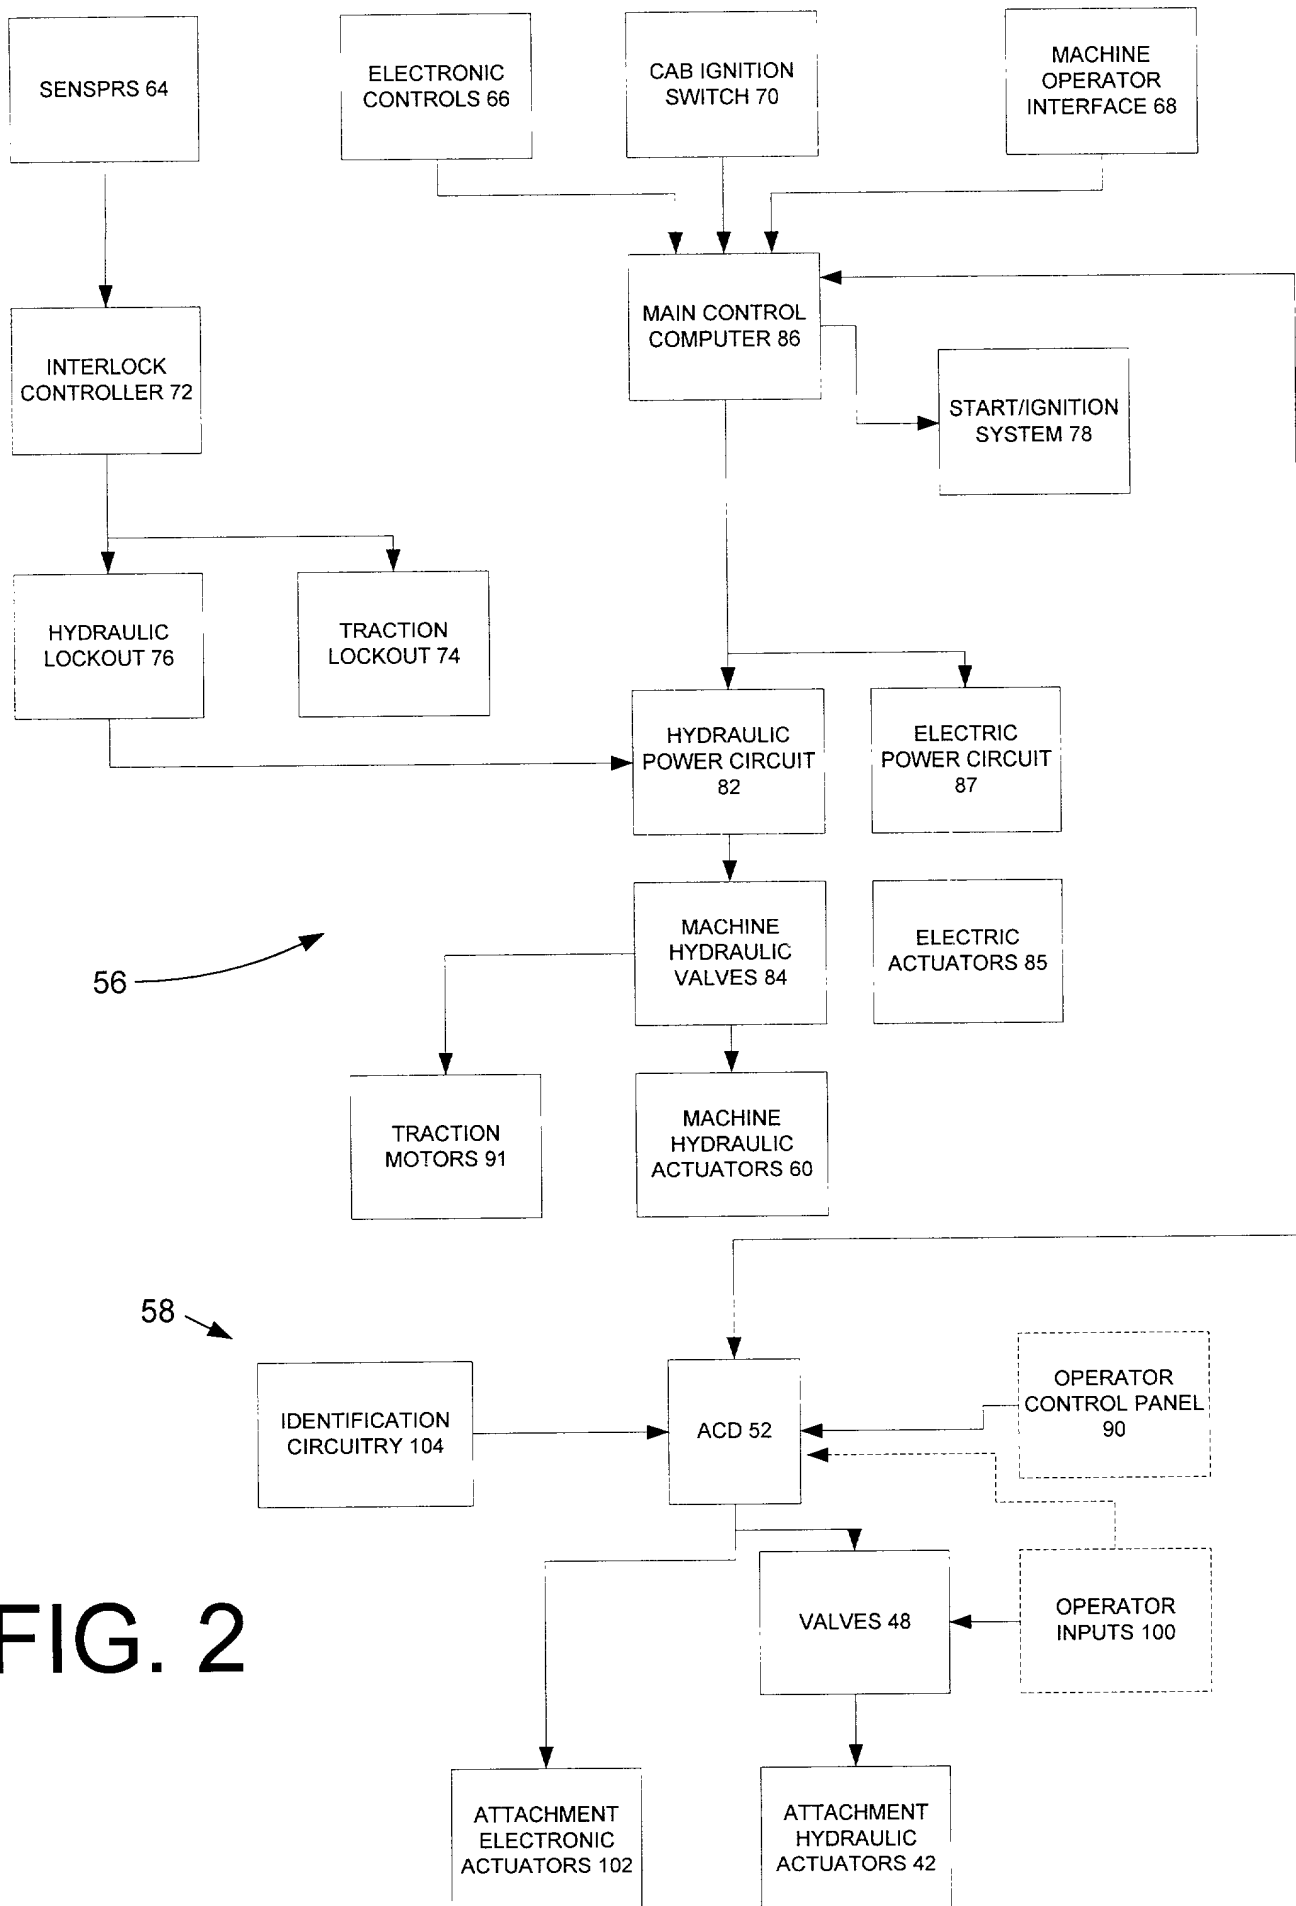 SENSPRS 64
ELECTRONIC
CONTROLS 66
CAB IGNITION
SWITCH 70
MACHINE
OPERATOR
INTERFACE 68
MAIN CONTROL
COMPUTER 86
INTERLOCK
CONTROLLER 72
START/IGNITION
SYSTEM 78
HYDRAULIC
LOCKOUT 76
TRACTION
LOCKOUT 74
HYDRAULIC
POWER CIRCUIT
82
ELECTRIC
POWER CIRCUIT
87
MACHINE
HYDRAULIC
VALVES 84
ELECTRIC
ACTUATORS 85
56
TRACTION
MOTORS 91
MACHINE
HYDRAULIC
ACTUATORS 60
58
IDENTIFICATION
CIRCUITRY 104
ACD 52
OPERATOR
CONTROL PANEL
90
VALVES 48
OPERATOR
INPUTS 100
FIG. 2
ATTACHMENT
ELECTRONIC
ACTUATORS 102
ATTACHMENT
HYDRAULIC
ACTUATORS 42